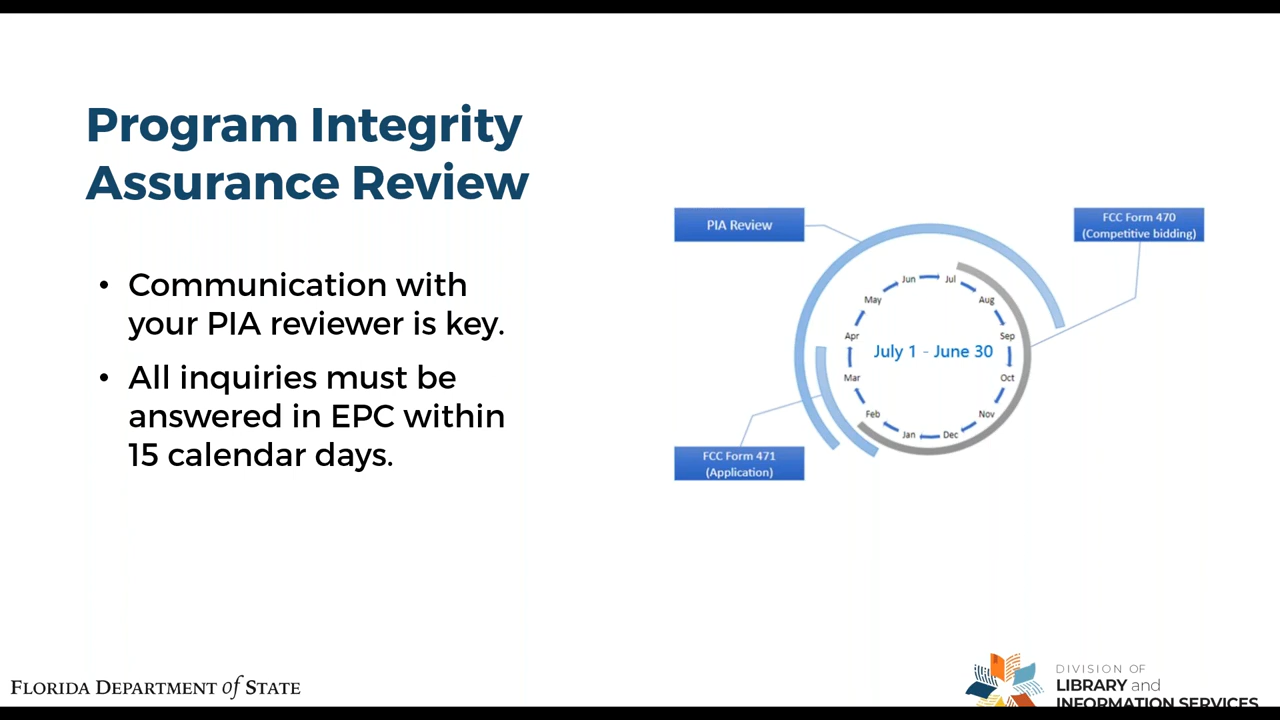 Program Integrity
Assurance Review
• Communication with
your PIA reviewer is key.
• All inquiries must be
answered in EPC within
15 calendar days.
PIA Review
FCC Form 470
(Competitive bidding)
Jun
Jul
May
Aug
Apr
Sep
July 1 - June 30
Mar
Oct
Feb
Nov
Jan
Dec
FCC Form 471
(Application)
FLORIDA DEPARTMENT of STATE
DIVISION OF
LIBRARY and
INFORMATION SERVICES